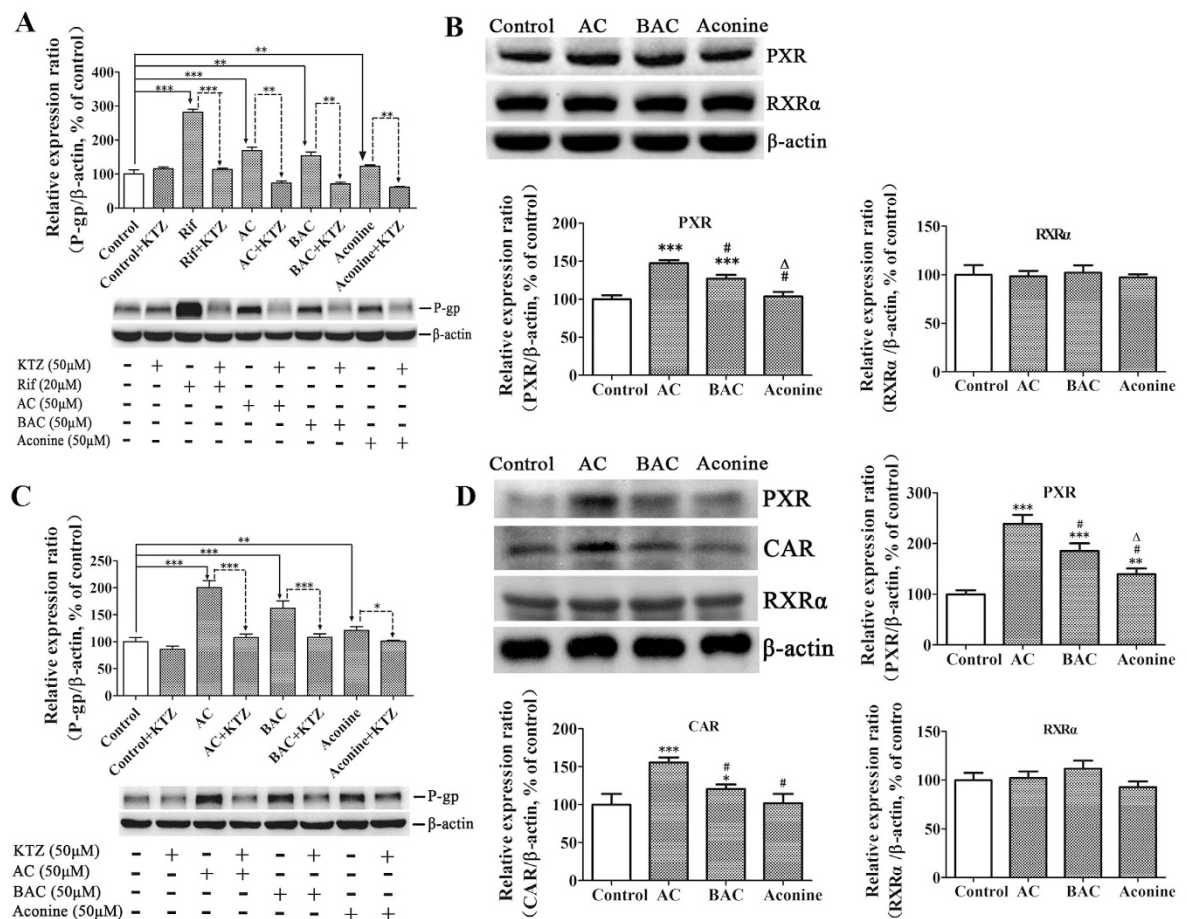 A
Relative expression ratio
(P-gp/β-actin, % of control)
400
300
200
100
0
**
**
***
***
***
**
**
**
Control
Control+KTZ
Rif
Rif+KTZ
AC
AC+KTZ
BAC
BAC+KTZ
Aconine
Aconine+KTZ
P-gp
β-actin
KTZ (50μM) - + - + - + - + - +
Rif (20μM) - - + + - - - - - -
AC (50μM) - - - - + + - - - -
BAC (50μM) - - - - - - + + - -
Aconine (50μM) - - - - - - - - + +
B
Control AC BAC Aconine
PXR
RXRα
β-actin
PXR
Relative expression ratio
(PXR/β-actin, % of control)
200
150
100
50
0
***
#
***
Δ
#
Control AC BAC Aconine
RXRα
Relative expression ratio
(RXRα /β-actin, % of control)
150
100
50
0
Control AC BAC Aconine
C
Relative expression ratio
(P-gp/β-actin, % of control)
250
200
150
100
50
0
**
***
***
***
***
*
Control
Control+KTZ
AC
AC+KTZ
BAC
BAC+KTZ
Aconine
Aconine+KTZ
P-gp
β-actin
KTZ (50μM) - + - + - + - +
AC (50μM) - - + + - - - -
BAC (50μM) - - - - + + - -
Aconine (50μM) - - - - - - + +
D
Control AC BAC Aconine
PXR
CAR
RXRα
β-actin
PXR
Relative expression ratio
(PXR/β-actin, % of control)
300
200
100
0
***
#
***
Δ
#
**
Control AC BAC Aconine
CAR
Relative expression ratio
(CAR/β-actin, % of control)
200
150
100
50
0
***
#
*
#
Control AC BAC Aconine
RXRα
Relative expression ratio
(RXRα /β-actin, % of contro
150
100
50
0
Control AC BAC Aconine